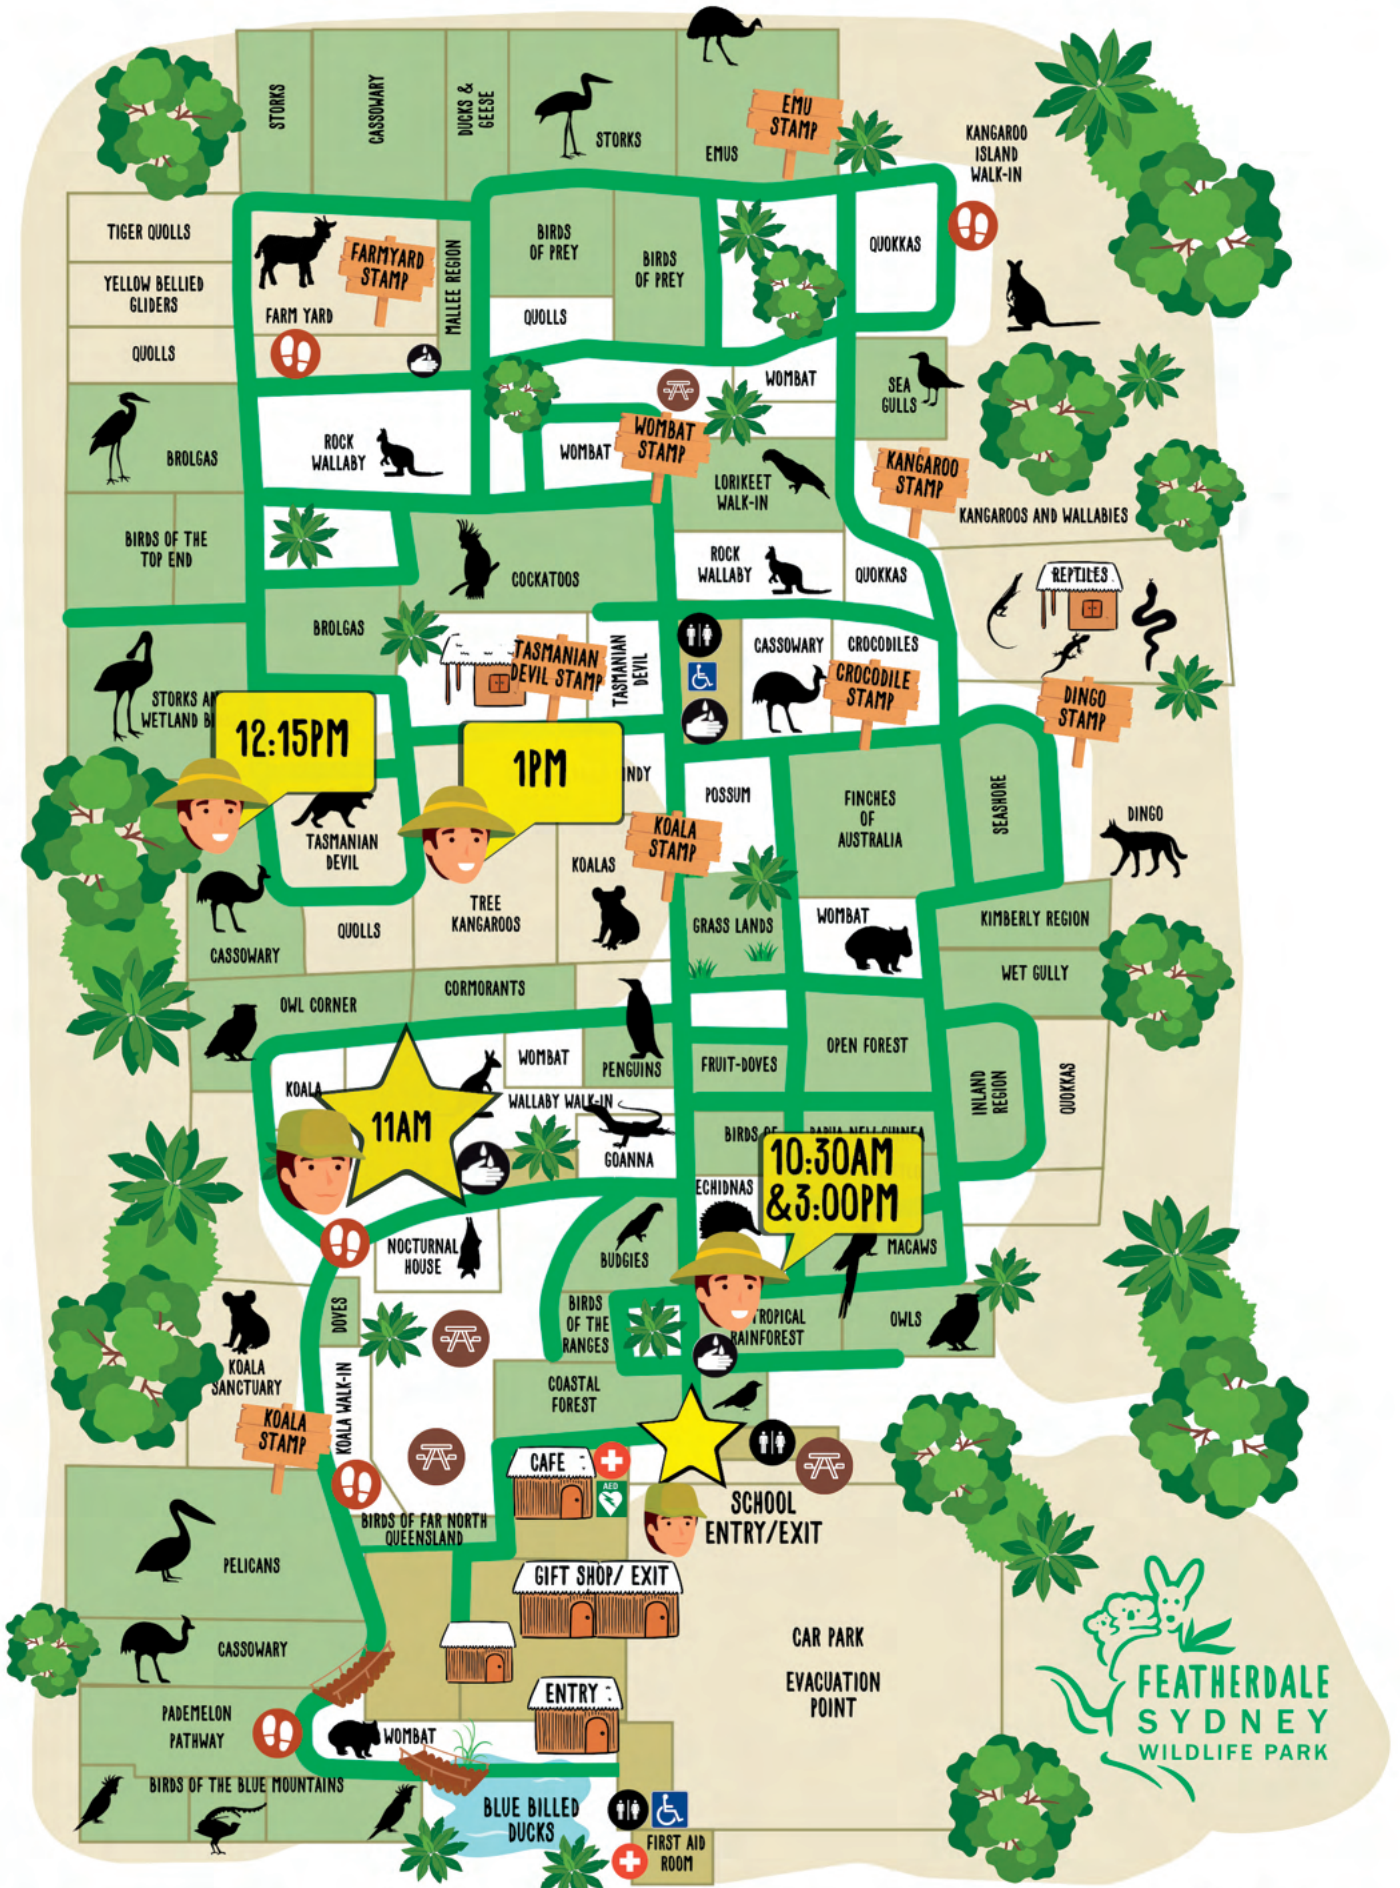 STORKS
CASSOWARY
DUCKS &
GEESE
STORKS
EMUS
EMU
STAMP
KANGAROO
ISLAND
WALK-IN
TIGER QUOLLS
YELLOW BELLIED
GLIDERS
QUOLLS
FARMYARD
STAMP
FARM YARD
MALLEE REGION
BIRDS
OF PREY
BIRDS
OF PREY
QUOLLS
QUOKKAS
BROLGAS
ROCK
WALLABY
WOMBAT
WOMBAT
STAMP
WOMBAT
SEA
GULLS
LORIKEET
WALK-IN
KANGAROO
STAMP
KANGAROOS AND WALLABIES
BIRDS OF THE
TOP END
COCKATOOS
ROCK
WALLABY
QUOKKAS
REPTILES
BROLGAS
STORKS
WETLAND
TASMANIAN
DEVIL STAMP
TASMANIAN
DEVIL
CASSOWARY
CROCODILES
CROCODILE
STAMP
DINGO
STAMP
12:15PM
1PM
POSSUM
FINCHES
OF
AUSTRALIA
SEASHORE
DINGO
TASMANIAN
DEVIL
KOALA
STAMP
KOALAS
CASSOWARY
QUOLLS
TREE
KANGAROOS
GRASS LANDS
WOMBAT
KIMBERLY REGION
WET GULLY
OWL CORNER
CORMORANTS
KOALA
11AM
WOMBAT
PENGUINS
WALLABY WALK-IN
GOANNA
FRUIT-DOVES
OPEN FOREST
INLAND
REGION
QUOKKAS
BIRDS OF
PAPUA NEW GUINEA
10:30AM
&3:00PM
ECHIDNAS
MACAWS
NOCTURNAL
HOUSE
BUDGIES
DOVES
BIRDS
OF THE
RANGES
TROPICAL
RAINFOREST
OWLS
KOALA
SANCTUARY
KOALA
STAMP
KOALA WALK-IN
COASTAL
FOREST
CAFE
AED
SCHOOL
ENTRY/EXIT
BIRDS OF FAR NORTH
QUEENSLAND
PELICANS
GIFT SHOP/ EXIT
CASSOWARY
CAR PARK
EVACUATION
POINT
PADEMELON
PATHWAY
WOMBAT
ENTRY
BIRDS OF THE BLUE MOUNTAINS
BLUE BILLED
DUCKS
FIRST AID
ROOM
FEATHERDALE
SYDNEY
WILDLIFE PARK